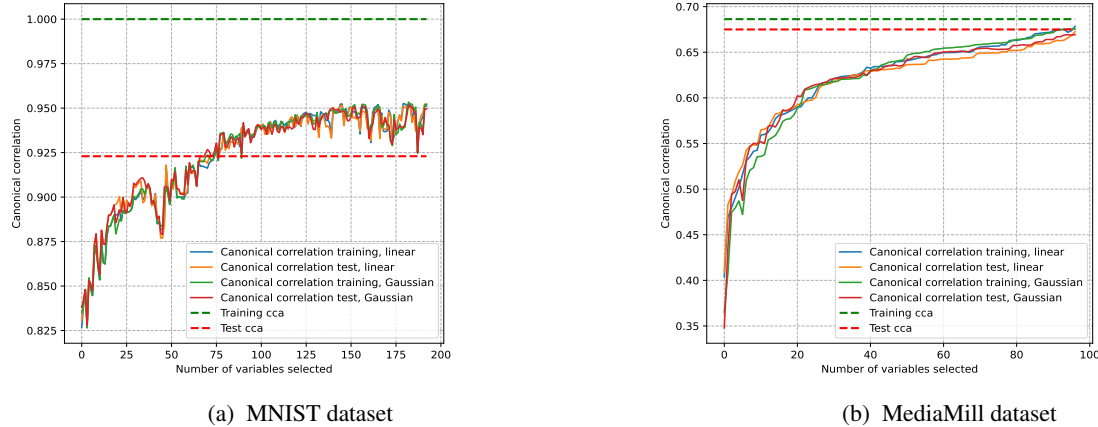 1.000
0.975
0.950
0.925
0.900
0.875
0.850
0.825
Canonical correlation
0 25 50 75 100 125 150 175 200
Number of variables selected
Canonical correlation training, linear
Canonical correlation test, linear
Canonical correlation training, Gaussian
Canonical correlation test, Gaussian
Training cca
Test cca
(a) MNIST dataset
0.70
0.65
0.60
0.55
0.50
0.45
0.40
0.35
Canonical correlation
0 20 40 60 80 100
Number of variables selected
Canonical correlation training, linear
Canonical correlation test, linear
Canonical correlation training, Gaussian
Canonical correlation test, Gaussian
Training cca
Test cca
(b) MediaMill dataset